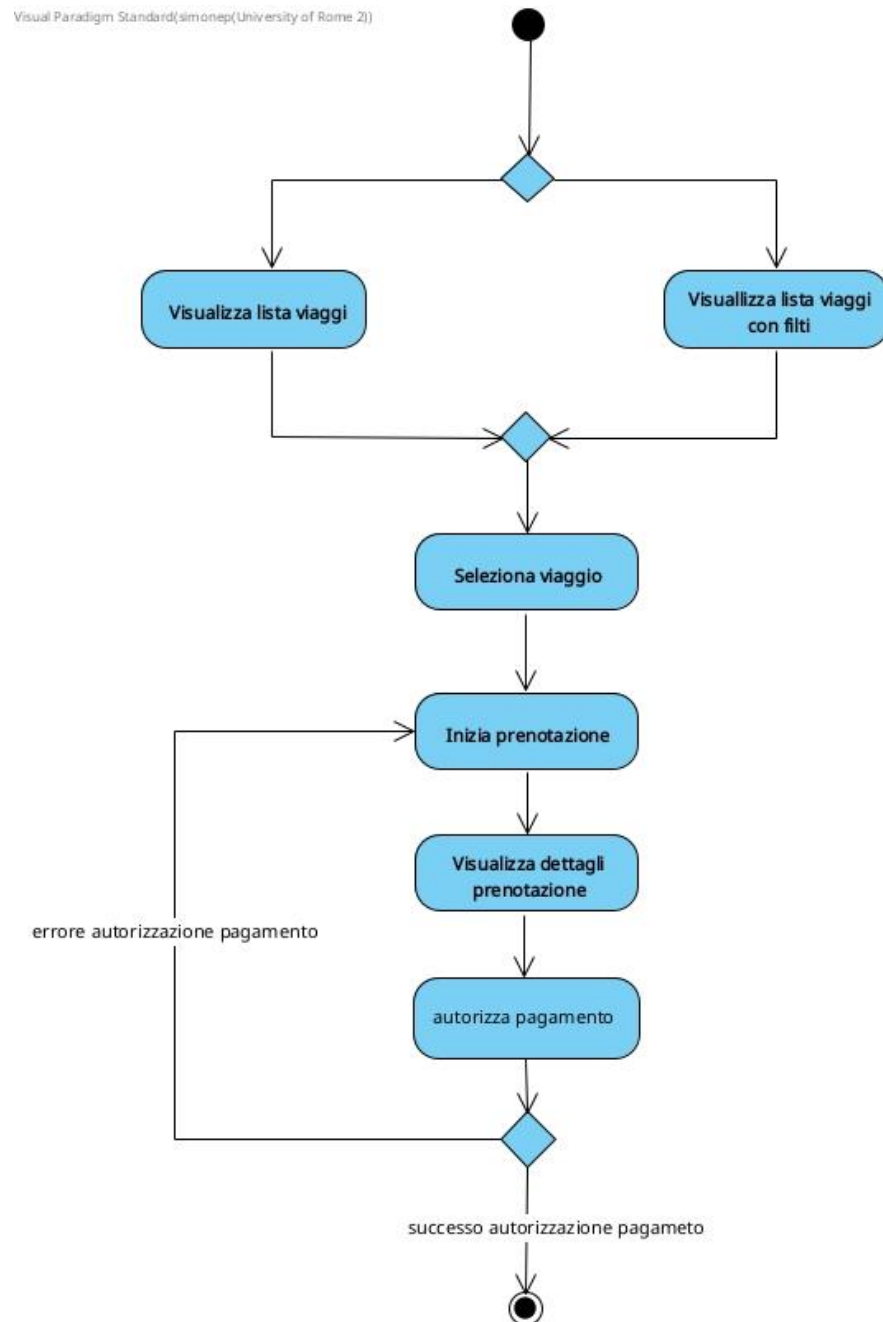 Visual Paradigm Standard(simonep(University of Rome 2))
Visualizza lista viaggi
Visuallizza lista viaggi
con filti
Seleziona viaggio
Inizia prenotazione
Visualizza dettagli
prenotazione
errore autorizzazione pagamento
autorizza pagamento
successo autorizzazione pagameto